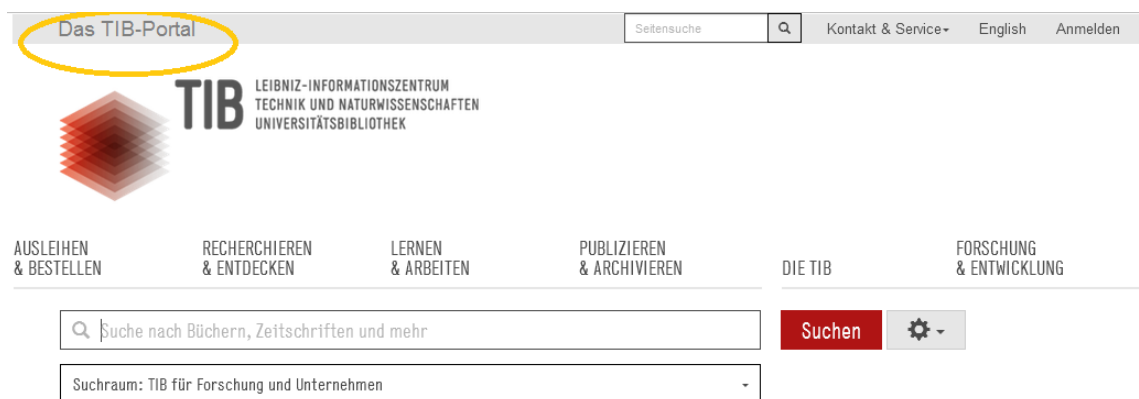 Das TIB-Portal
Seitensuche
Kontakt & Service
English
Anmelden
TIB
LEIBNIZ-INFORMATIONSZENTRUM
TECHNIK UND NATURWISSENSCHAFTEN
UNIVERSITÄTSBIBLIOTHEK
AUSLEIHEN
& BESTELLEN
RECHERCHIEREN
& ENTDECKEN
LERNEN
& ARBEITEN
PUBLIZIEREN
& ARCHIVIEREN
DIE TIB
FORSCHUNG
& ENTWICKLUNG
Suche nach Büchern, Zeitschriften und mehr
Suchen
Suchraum: TIB für Forschung und Unternehmen